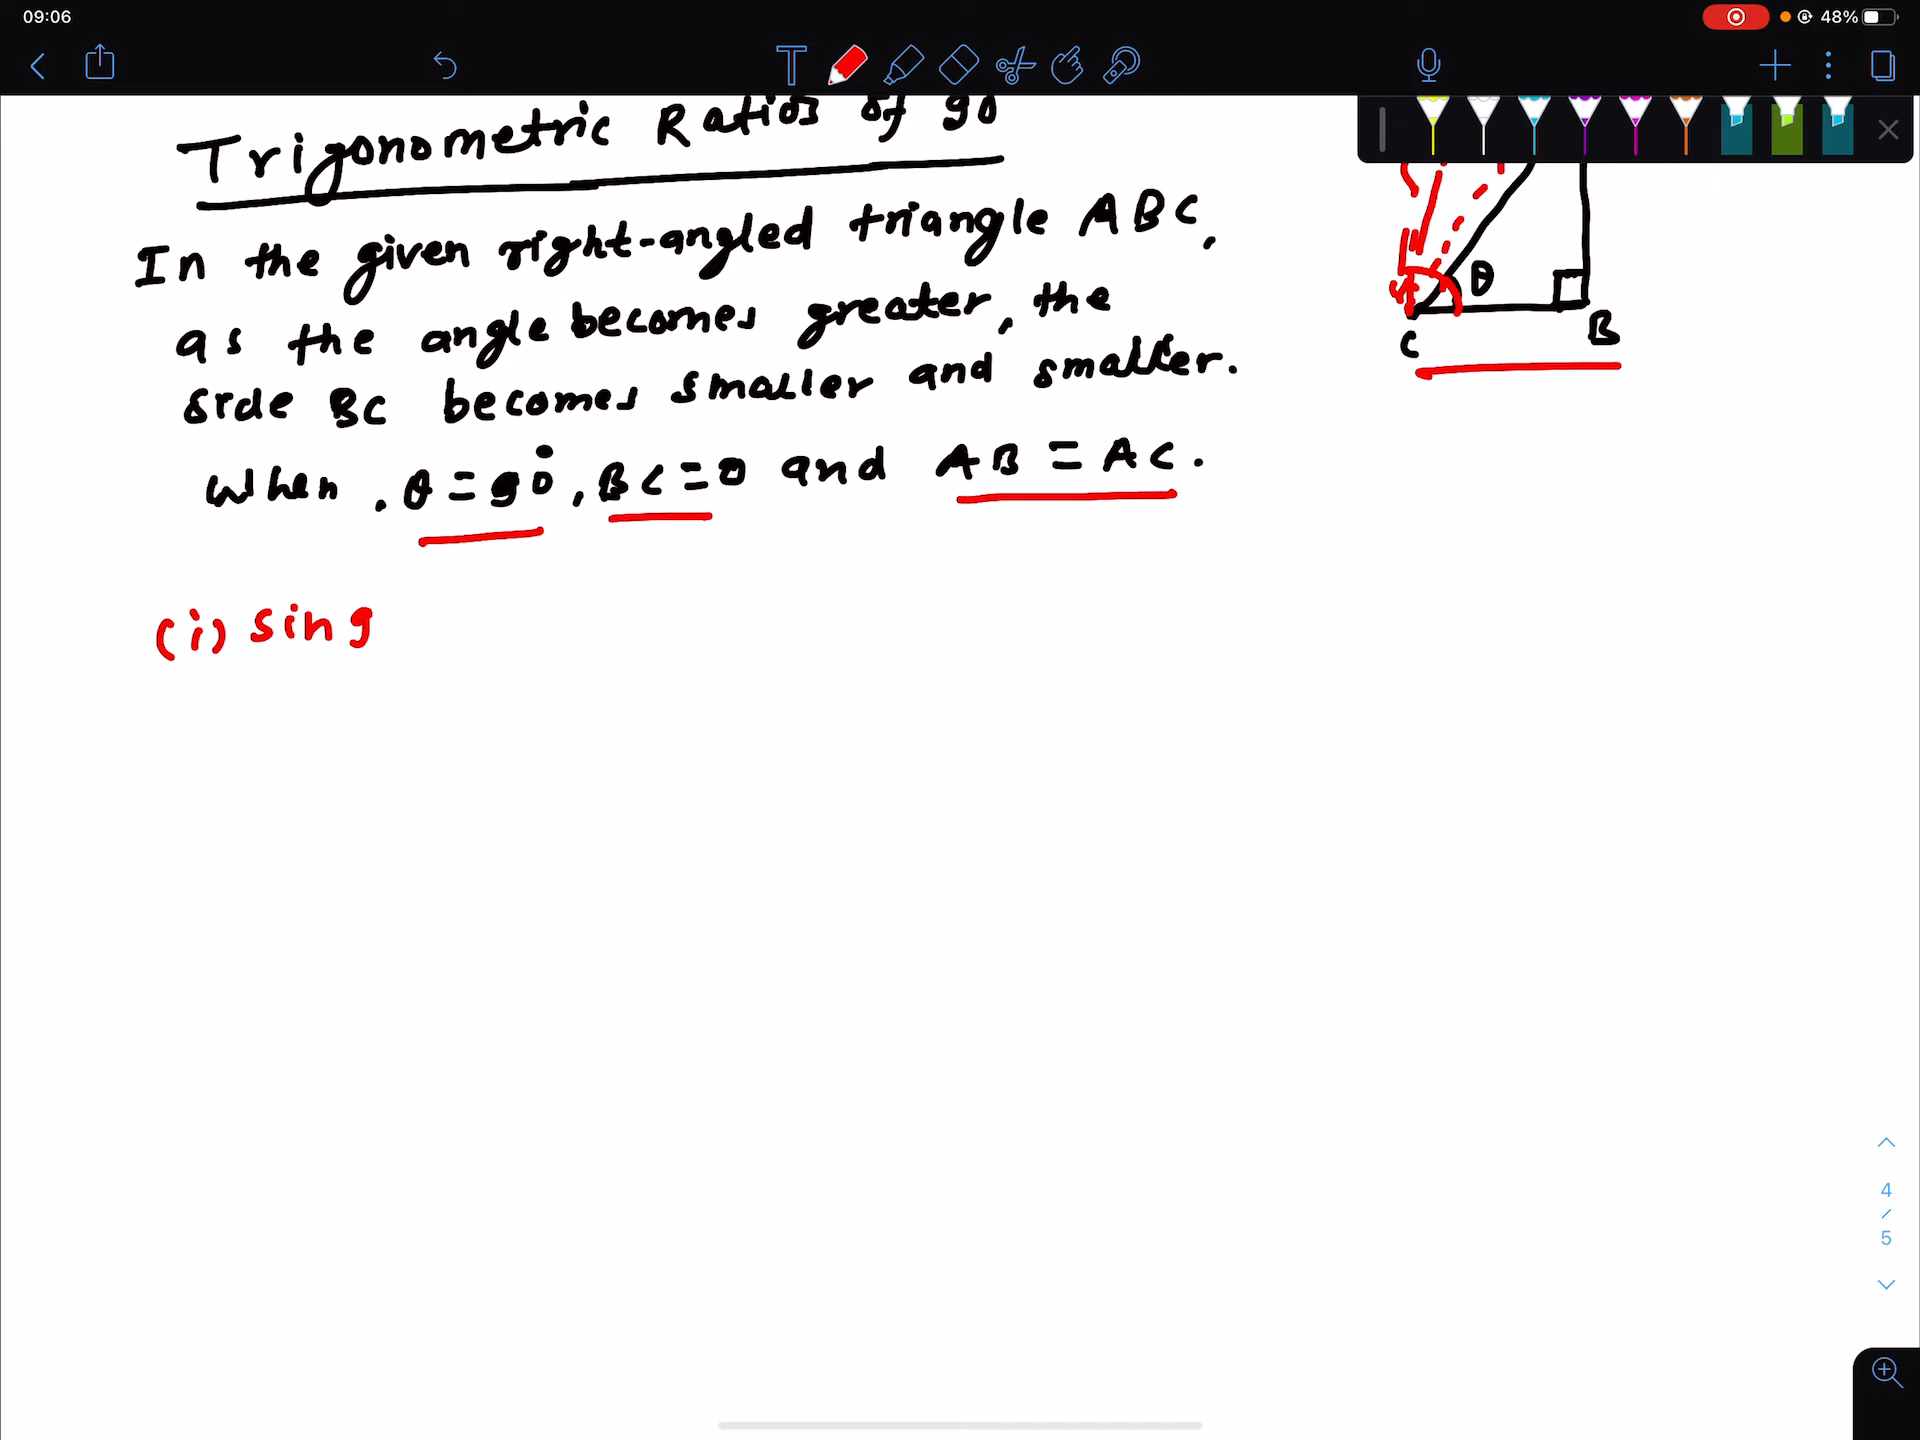 09:06
48%
Trigonometric Ratios of 90
In the given right-angled triangle ABC,
as the angle becomes greater, the
side BC becomes smaller and smaller.
when, θ = 90°, BC = 0 and AB = AC.
(i) sin 9
θ
C
B
4
/
5